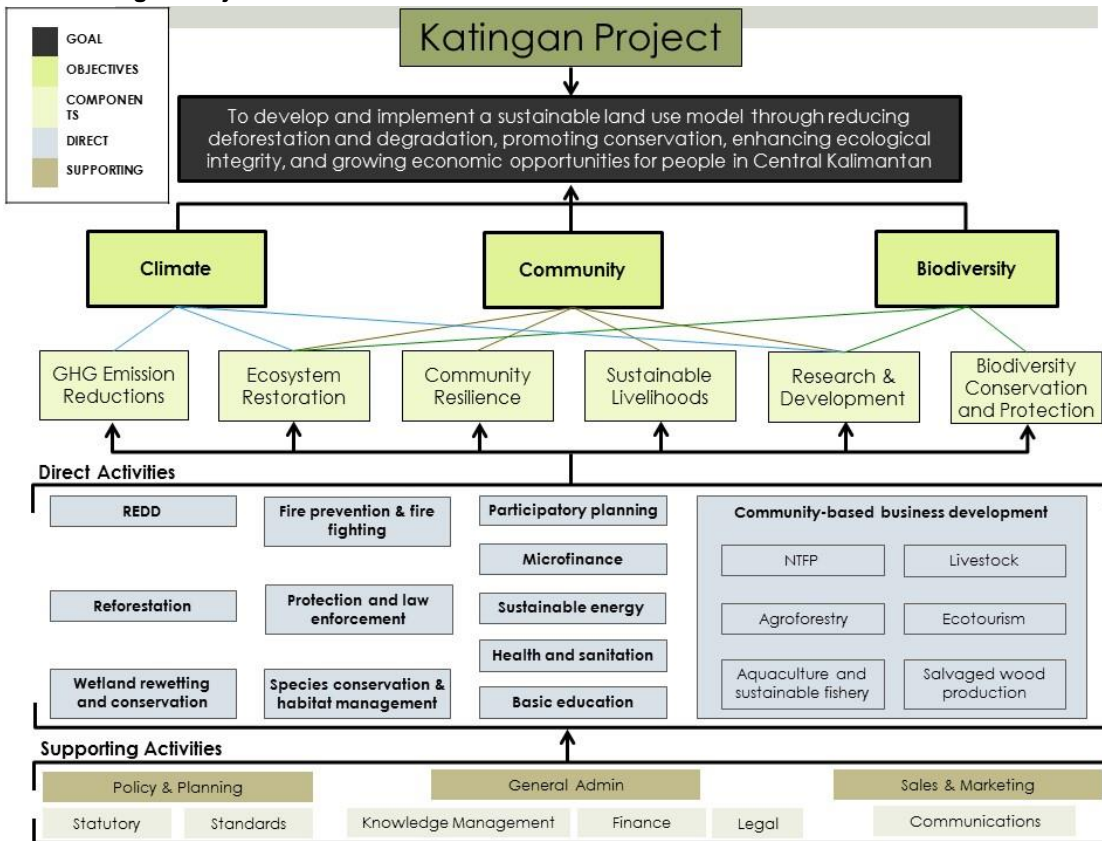 Katingan Project
GOAL
OBJECTIVES
COMPONEN
TS
DIRECT
SUPPORTING
To develop and implement a sustainable land use model through reducing
deforestation and degradation, promoting conservation, enhancing ecological
integrity, and growing economic opportunities for people in Central Kalimantan
Climate
Community
Biodiversity
GHG Emission
Reductions
Ecosystem
Restoration
Community
Resilience
Sustainable
Livelihoods
Research &
Development
Biodiversity
Conservation
and Protection
Direct Activities
REDD
Reforestation
Wetland rewetting
and conservation
Fire prevention & fire
fighting
Protection and law
enforcement
Species conservation &
habitat management
Participatory planning
Microfinance
Sustainable energy
Health and sanitation
Basic education
Community-based business development
NTFP
Livestock
Agroforestry
Ecotourism
Aquaculture and
sustainable fishery
Salvaged wood
production
Supporting Activities
Policy & Planning
General Admin
Sales & Marketing
Statutory
Standards
Knowledge Management
Finance
Legal
Communications